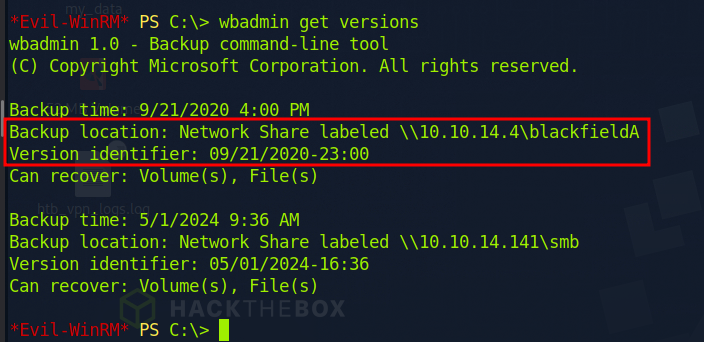 my_data
*Evil-WinRM* PS C:\> wbadmin get versions
wbadmin 1.0 - Backup command-line tool
(C) Copyright Microsoft Corporation. All rights reserved.
Backup time: 9/21/2020 4:00 PM
Backup location: Network Share labeled \\10.10.14.4\blackfieldA
Version identifier: 09/21/2020-23:00
Can recover: Volume(s), File(s)
htb_vpn_logs.log
Backup time: 5/1/2024 9:36 AM
Backup location: Network Share labeled \\10.10.14.141\smb
Version identifier: 05/01/2024-16:36
Can recover: Volume(s), File(s)
HACKTHEBOX
*Evil-WinRM* PS C:\>